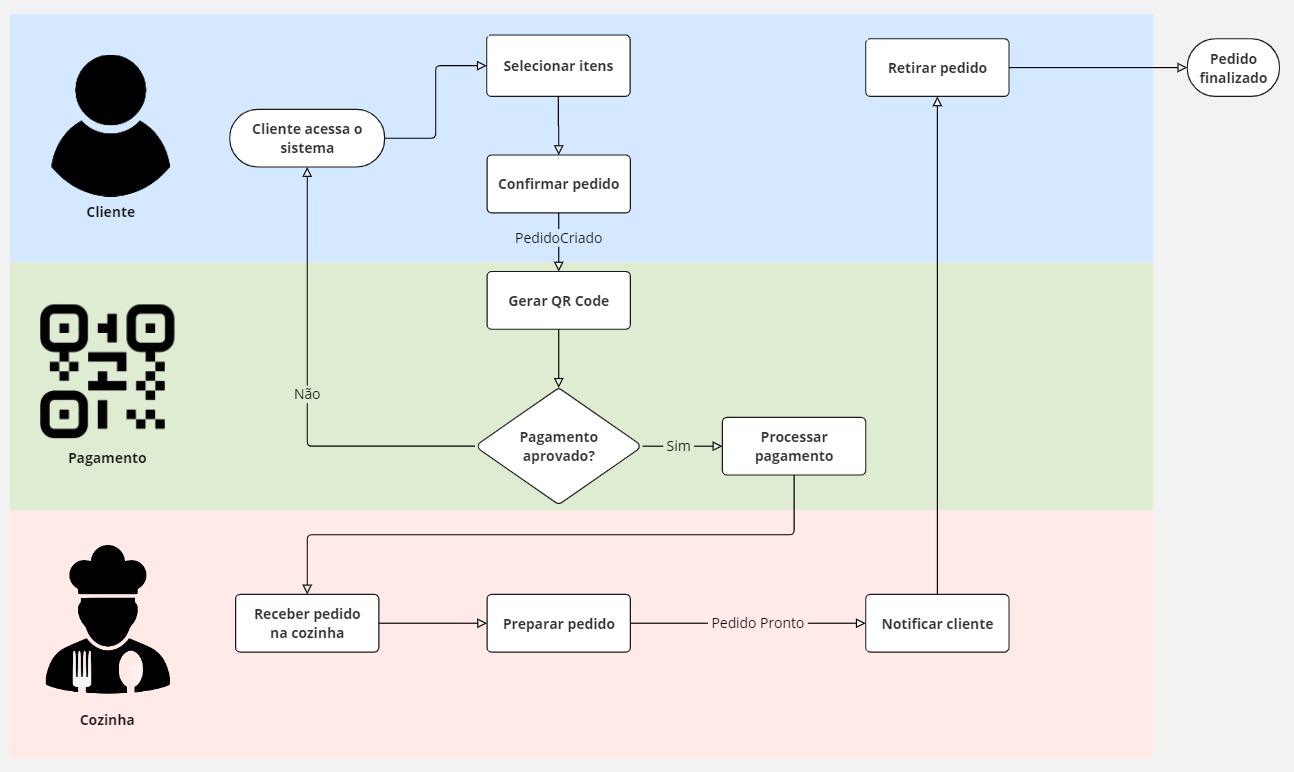 Cliente
Cliente acessa o
sistema
Selecionar itens
Confirmar pedido
PedidoCriado
Retirar pedido
Pedido
finalizado
Pagamento
Gerar QR Code
Pagamento
aprovado?
Não
Sim
Processar
pagamento
Cozinha
Receber pedido
na cozinha
Preparar pedido
Pedido Pronto
Notificar cliente